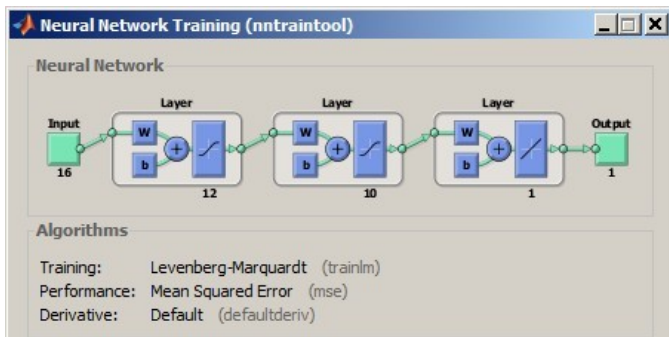 Neural Network Training (nntraintool)
Neural Network
Layer Layer Layer
Input Output
W W W
b b b
16 1
12 10 1
Algorithms
Training: Levenberg-Marquardt (trainlm)
Performance: Mean Squared Error (mse)
Derivative: Default (defaultderiv)